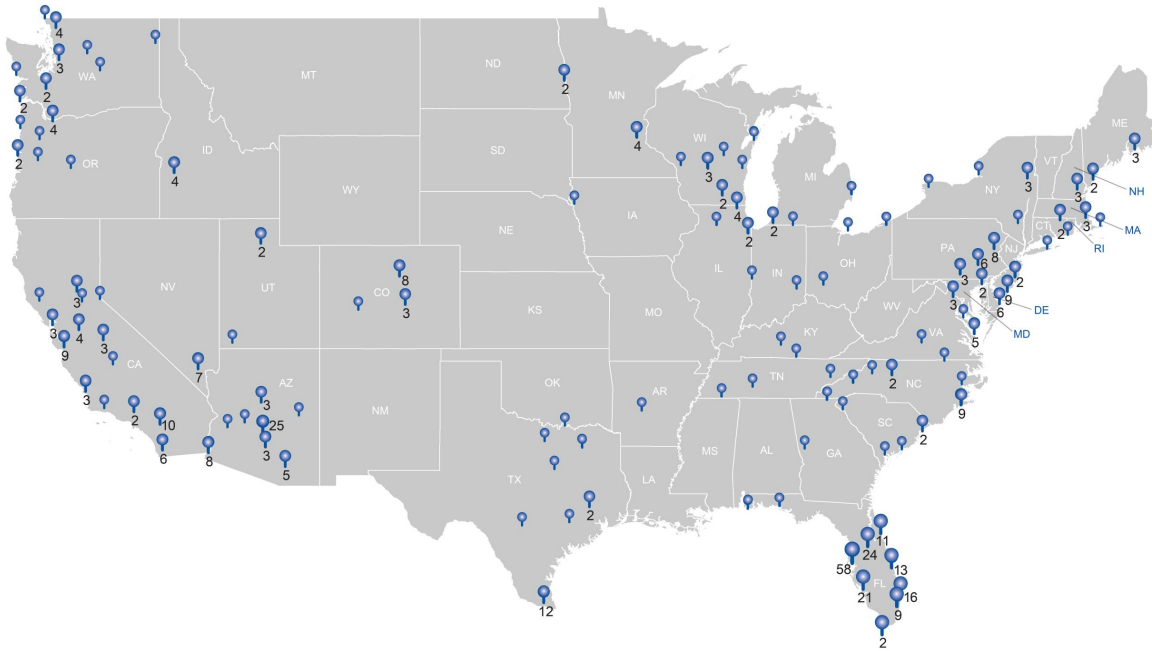 4
3
WA
2
2
4
2
OR
ID
4
MT
ND
2
MN
4
SD
WY
NE
IA
WI
3
2
4
2
2
MI
ME
3
VT
3
3
2
NH
NY
MA
3
2
CT
RI
PA
8
NJ
6
3
2
2
9
6
DE
3
MD
5
OH
IN
IL
WV
VA
KY
2
UT
NV
8
CO
3
KS
MO
3
3
4
9
3
CA
7
3
2
10
6
8
AZ
3
25
3
5
NM
OK
AR
TN
NC
2
9
SC
2
MS
AL
GA
LA
TX
2
12
11
24
58
13
FL
21
16
9
2